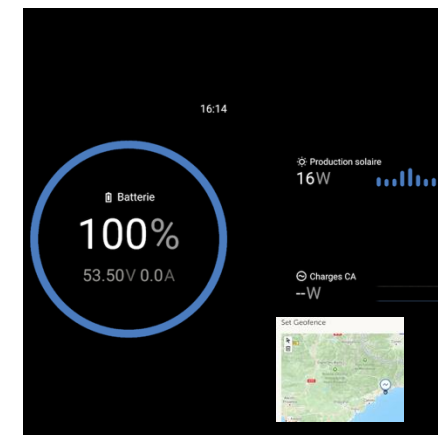 16:14
Batterie
100%
53.50V 0.0A
Production solaire
16W
Charges CA
--W
Set Geofence